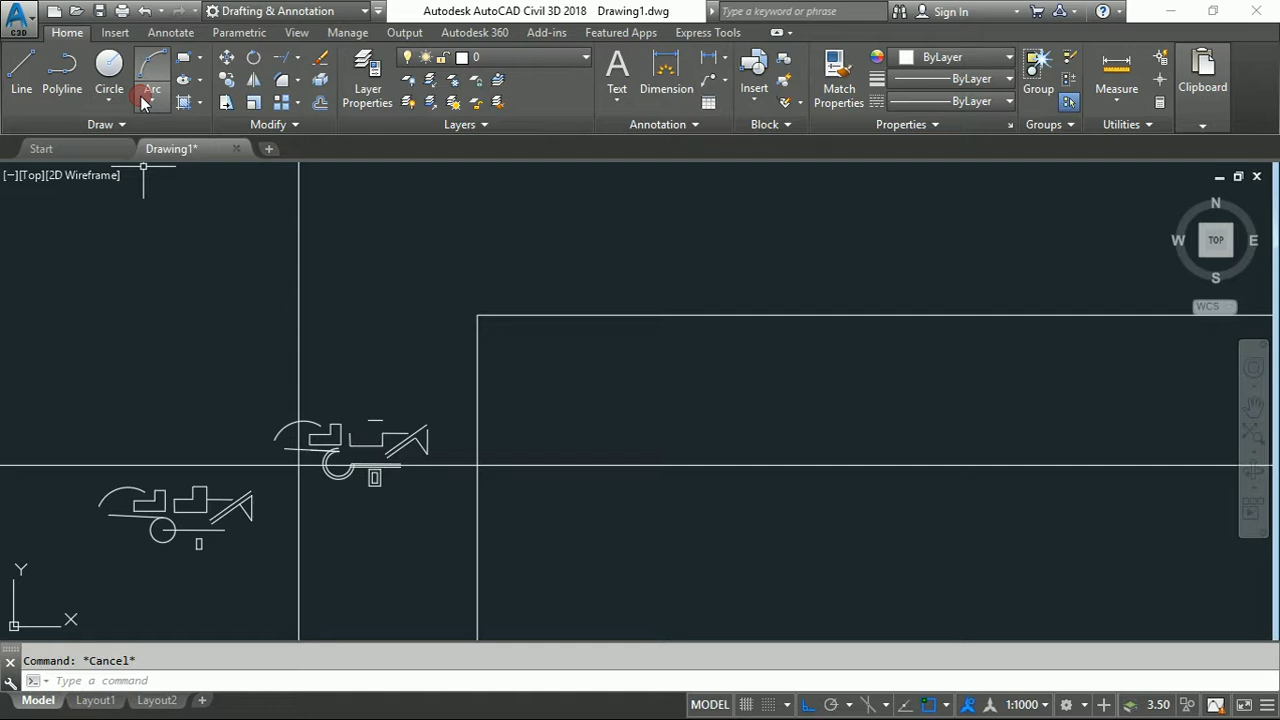 C3D
Drafting & Annotation
Autodesk AutoCAD Civil 3D 2018 Drawing1.dwg
Type a keyword or phrase
Sign In
Home Insert Annotate Parametric View Manage Output Autodesk 360 Add-ins Featured Apps Express Tools
0
ByLayer
ByLayer
ByLayer
Line Polyline Circle Arc
Layer Properties
Text Dimension
Insert
Match Properties
Group
Measure
Clipboard
Draw Modify Layers Annotation Block Properties Groups Utilities
Start Drawing1*
[−][Top][2D Wireframe]
N
W TOP E
S
WCS
Y
X
Command: *Cancel*
Type a command
Model Layout1 Layout2
MODEL 1:1000 3.50